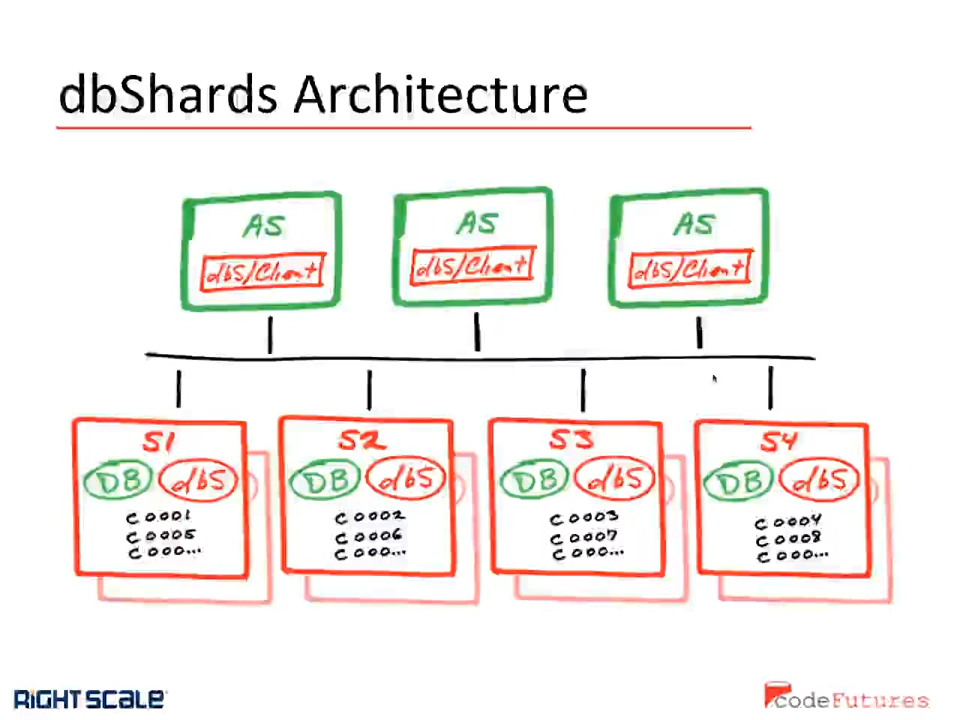 dbShards Architecture
AS
AS
AS
dbS/Client
dbS/Client
dbS/Client
S1
S2
S3
S4
DB dbS
DB dbS
DB dbS
DB dbS
C0001
C0005
C000...
C0002
C0006
C000...
C0003
C0007
C000...
C0004
C0008
C000...
RIGHTSCALE
codeFutures